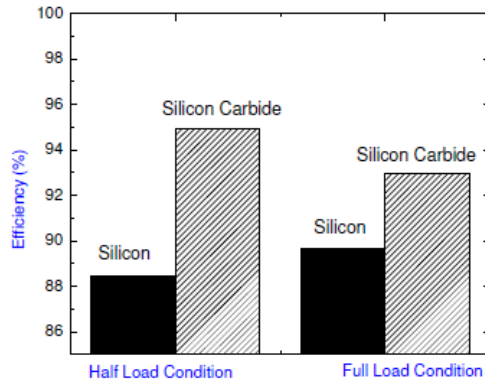 100
98
96
94
92
90
88
86
Efficiency (%)
Silicon Carbide
Silicon
Silicon Carbide
Silicon
Half Load Condition
Full Load Condition